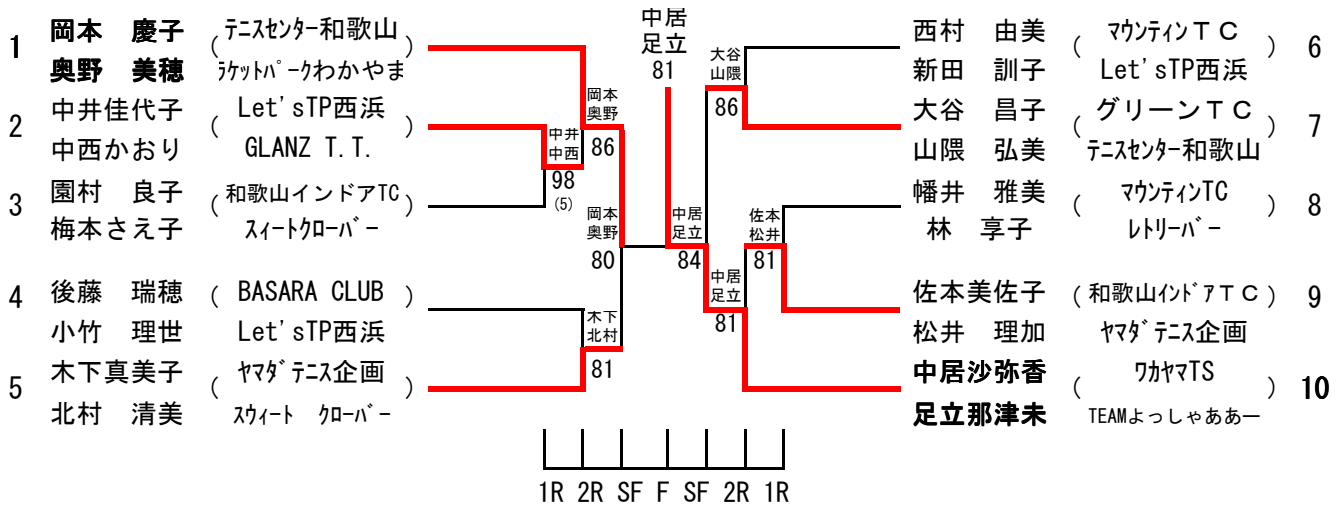 1 岡本　慶子 ( テニスセンター和歌山 )
奥野　美穂 ラケットパークわかやま
2 中井佳代子 ( Let'sTP西浜 )
中西かおり GLANZ T.T.
3 園村　良子 ( 和歌山インドアTC )
梅本さえ子 スィートクローバー
4 後藤　瑞穂 ( BASARA CLUB )
小竹　理世 Let'sTP西浜
5 木下真美子 ( ヤマダテニス企画 )
北村　清美 スウィート　クローバー
中井
中西
98
(5)
岡本
奥野
86
木下
北村
81
岡本
奥野
80
中居
足立
81
中居
足立
84
大谷
山隈
86
中居
足立
81
佐本
松井
81
西村　由美 ( マウンティンＴＣ ) 6
新田　訓子 Let'sTP西浜
大谷　昌子 ( グリーンＴＣ ) 7
山隈　弘美 テニスセンター和歌山
幡井　雅美 ( マウンティンTC ) 8
林　享子 レトリーバー
佐本美佐子 ( 和歌山インドアＴＣ ) 9
松井　理加 ヤマダテニス企画
中居沙弥香 ( ワカヤマTS ) 10
足立那津未 TEAMよっしゃああー
1R 2R SF F SF 2R 1R